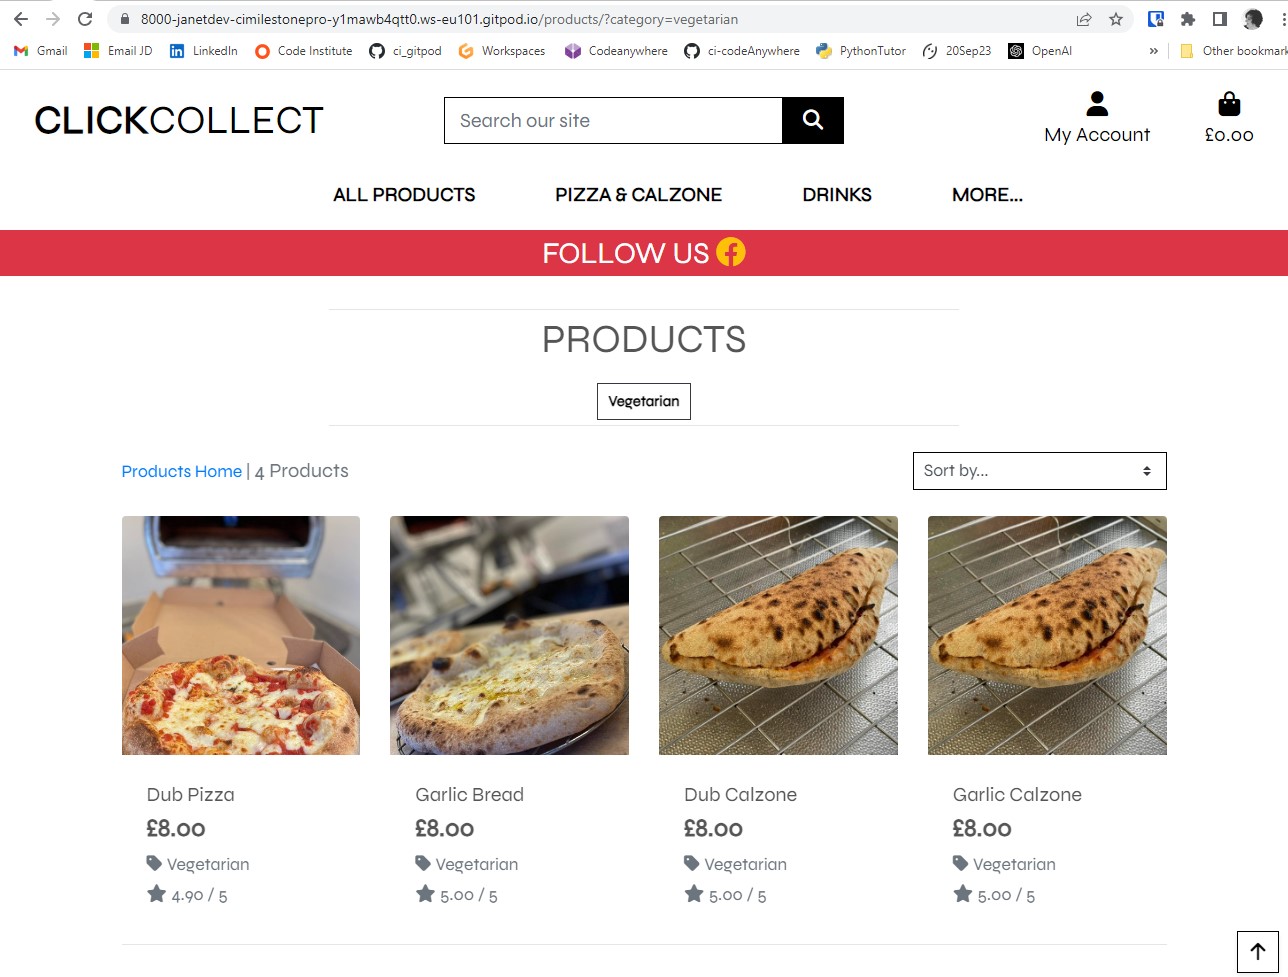 8000-janetdev-cimilestonepro-y1mawb4qtt0.ws-eu101.gitpod.io/products/?category=vegetarian
Gmail Email JD LinkedIn Code Institute ci_gitpod Workspaces Codeanywhere ci-codeAnywhere PythonTutor 20Sep23 OpenAI » Other bookmark
CLICKCOLLECT
Search our site
My Account
£0.00
ALL PRODUCTS PIZZA & CALZONE DRINKS MORE...
FOLLOW US
PRODUCTS
Vegetarian
Products Home | 4 Products
Sort by...
Dub Pizza Garlic Bread Dub Calzone Garlic Calzone
£8.00 £8.00 £8.00 £8.00
Vegetarian Vegetarian Vegetarian Vegetarian
4.90 / 5 5.00 / 5 5.00 / 5 5.00 / 5